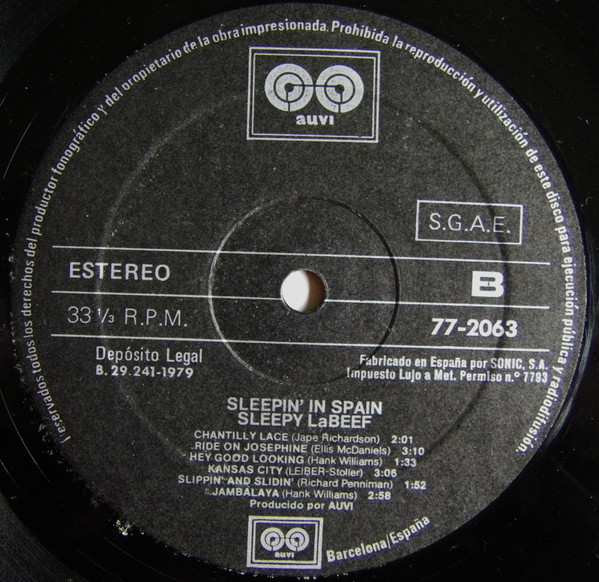 Reservados todos los derechos del productor fonográfico y del propietario de la obra impresionada. Prohibida la reproducción y utilización de este disco para ejecución pública y radiodifusión.
auvi
S.G.A.E.
ESTEREO
B
33 1/3 R.P.M.
77-2063
Depósito Legal
B. 29.241-1979
Fabricado en España por SONIC, S.A.
Impuesto Lujo a Met. Permiso n.º 7793
SLEEPIN' IN SPAIN
SLEEPY LaBEEF
CHANTILLY LACE (Jape Richardson) 2:01
RIDE ON JOSEPHINE (Ellis McDaniels) 3:10
HEY GOOD LOOKING (Hank Williams) 1:33
KANSAS CITY (LEIBER-Stoller) 3:06
SLIPPIN' AND SLIDIN' (Richard Penniman) 1:52
JAMBALAYA (Hank Williams) 2:58
Producido por AUVI
auvi
Barcelona/España